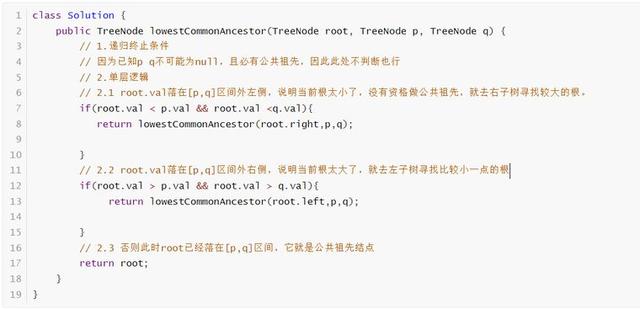 1 class Solution {
2 public TreeNode lowestCommonAncestor(TreeNode root, TreeNode p, TreeNode q) {
3 // 1.递归终止条件
4 // 因为已知p q不可能为null，且必有公共祖先，因此此处不判断也行
5 // 2.单层逻辑
6 // 2.1 root.val落在[p,q]区间外左侧，说明当前根太小了，没有资格做公共祖先，就去右子树寻找较大的根。
7 if(root.val < p.val && root.val <q.val){
8 return lowestCommonAncestor(root.right,p,q);
9
10 }
11 // 2.2 root.val落在[p,q]区间外右侧，说明当前根太大了，就去左子树寻找比较小一点的根
12 if(root.val > p.val && root.val > q.val){
13 return lowestCommonAncestor(root.left,p,q);
14
15 }
16 // 2.3 否则此时root已经落在[p,q]区间，它就是公共祖先结点
17 return root;
18 }
19 }